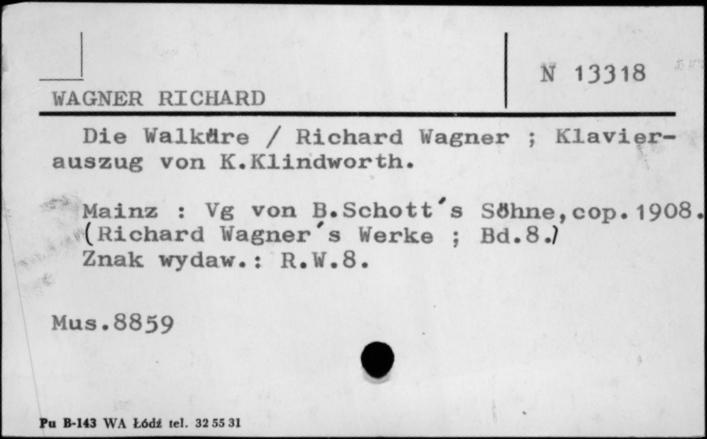 N 13318
WAGNER RICHARD
Die Walküre / Richard Wagner ; Klavier-
auszug von K.Klindworth.
Mainz : Vg von B.Schott's Söhne,cop.1908.
(Richard Wagner's Werke ; Bd.8.)
Znak wydaw.: R.W.8.
Mus.8859
Pu B-143 WA Łódź tel. 32 55 31